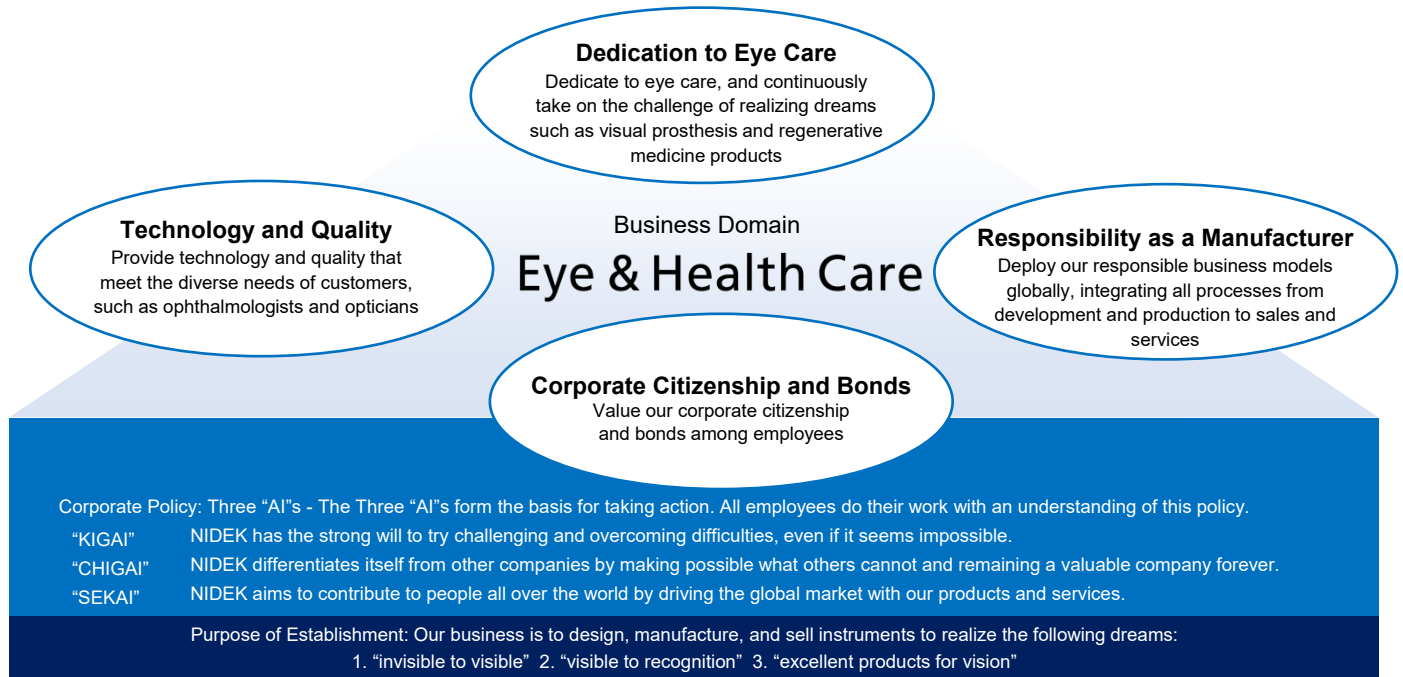 Dedication to Eye Care
Dedicate to eye care, and continuously
take on the challenge of realizing dreams
such as visual prosthesis and regenerative
medicine products
Technology and Quality
Provide technology and quality that
meet the diverse needs of customers,
such as ophthalmologists and opticians
Business Domain
Eye & Health Care
Responsibility as a Manufacturer
Deploy our responsible business models
globally, integrating all processes from
development and production to sales and
services
Corporate Citizenship and Bonds
Value our corporate citizenship
and bonds among employees
Corporate Policy: Three “AI”s - The Three “AI”s form the basis for taking action. All employees do their work with an understanding of this policy.
“KIGAI” NIDEK has the strong will to try challenging and overcoming difficulties, even if it seems impossible.
“CHIGAI” NIDEK differentiates itself from other companies by making possible what others cannot and remaining a valuable company forever.
“SEKAI” NIDEK aims to contribute to people all over the world by driving the global market with our products and services.
Purpose of Establishment: Our business is to design, manufacture, and sell instruments to realize the following dreams:
1. “invisible to visible” 2. “visible to recognition” 3. “excellent products for vision”